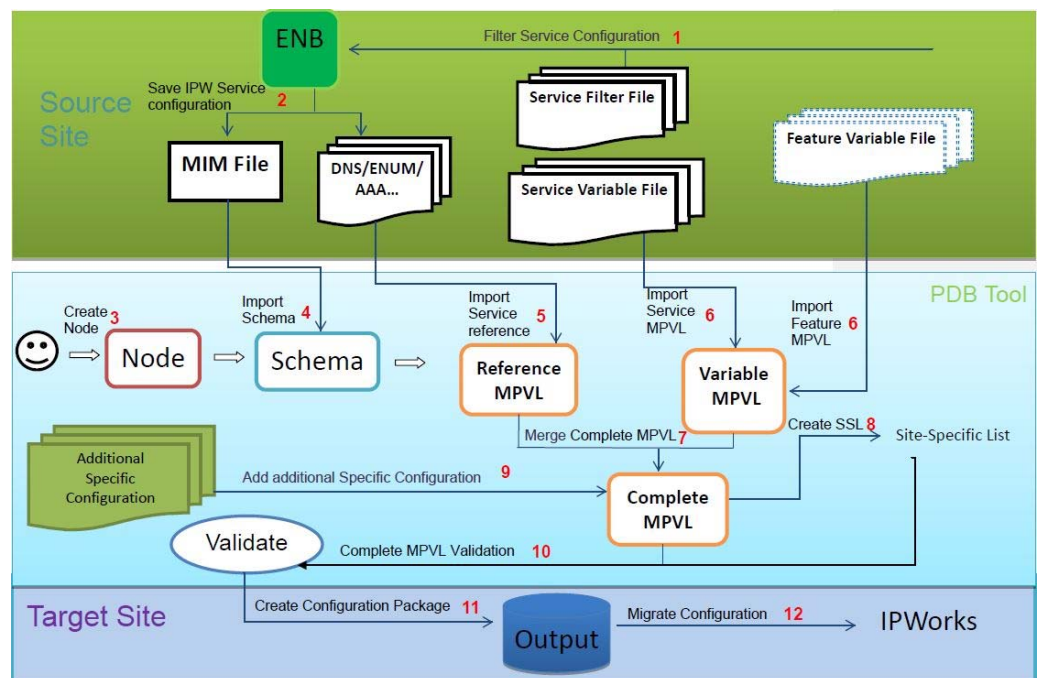 ENB
Filter Service Configuration 1
Save IPW Service
configuration 2
Source
Site
Service Filter File
Feature Variable File
MIM File
DNS/ENUM/
AAA...
Service Variable File
PDB Tool
Create
Node 3
Import
Schema 4
Import
Service
reference 5
Import
Service
MPVL 6
Import
Feature
MPVL 6
Node
Schema
Reference
MPVL
Variable
MPVL
Merge Complete MPVL 7
Create SSL 8
Site-Specific List
Additional
Specific
Configuration
Add additional Specific Configuration 9
Complete
MPVL
Validate
Complete MPVL Validation 10
Target Site
Create Configuration Package 11
Output
Migrate Configuration 12
IPWorks